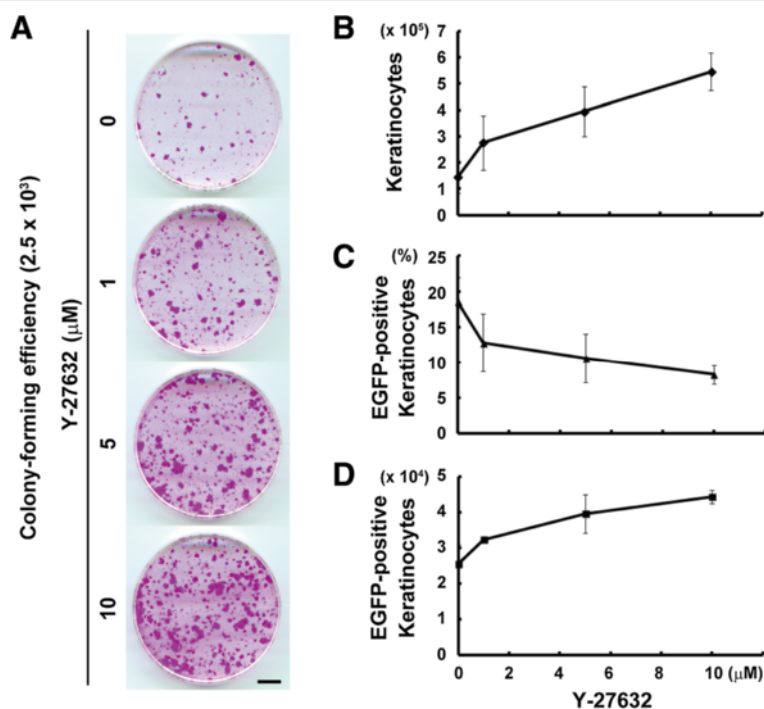 A
Colony-forming efficiency (2.5 x 10³)
Y-27632 (μM)
0
1
5
10
B
(x 10⁵)
Keratinocytes
7
6
5
4
3
2
1
0
C
(%)
EGFP-positive
Keratinocytes
25
20
15
10
5
0
D
(x 10⁴)
EGFP-positive
Keratinocytes
5
4
3
2
1
0
0 2 4 6 8 10 (μM)
Y-27632